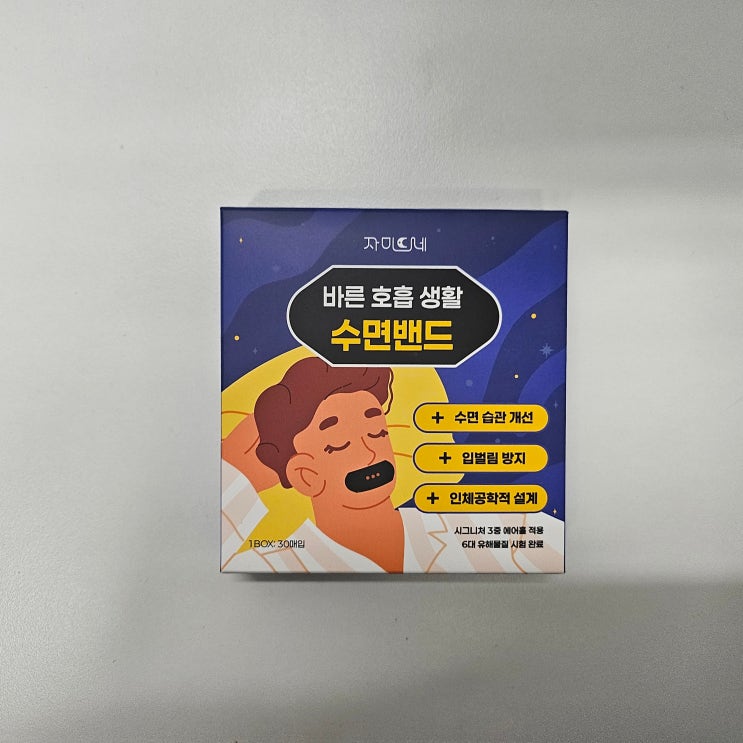 자미네
바른 호흡 생활
수면밴드
+ 수면 습관 개선
+ 입벌림 방지
+ 인체공학적 설계
시그니처 3중 에어홀 적용
6대 유해물질 시험 완료
1BOX: 30매입